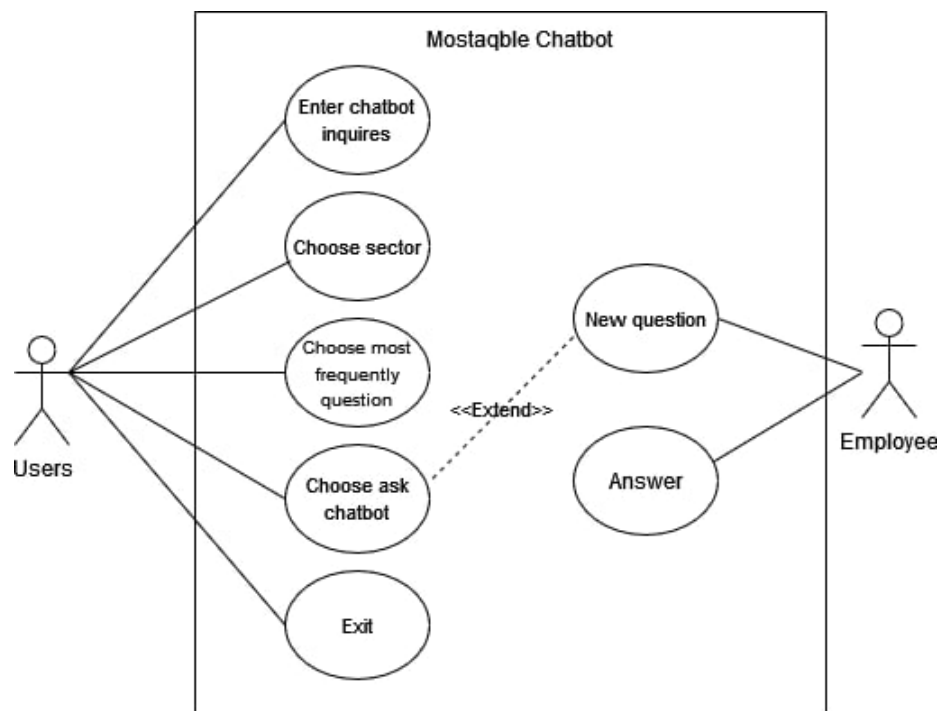 Mostaqble Chatbot
Enter chatbot
inquires
Choose sector
Choose most
frequently
question
Choose ask
chatbot
Exit
<<Extend>>
New question
Answer
Users
Employee